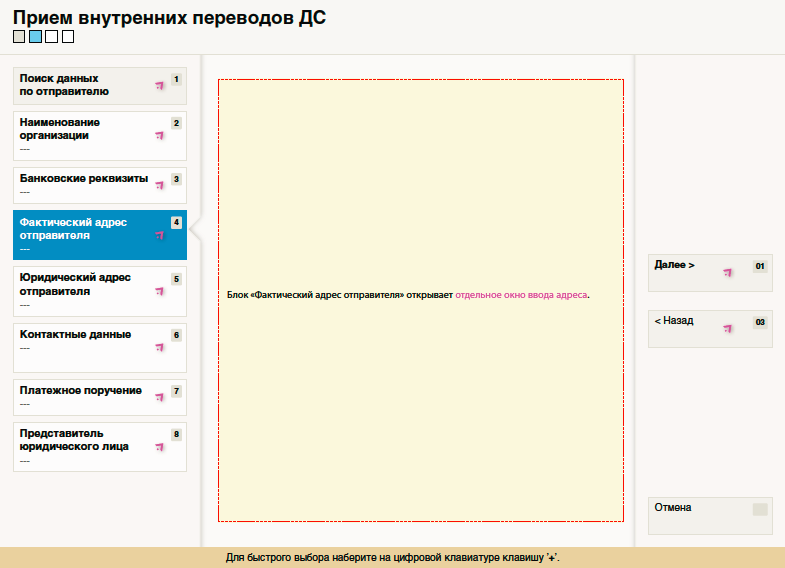 Прием внутренних переводов ДС
Поиск данных
по отправителю
1
Наименование
организации
---
2
Банковские реквизиты
---
3
Фактический адрес
отправителя
---
4
Юридический адрес
отправителя
---
5
Контактные данные
---
6
Платежное поручение
---
7
Представитель
юридического лица
---
8
Блок «Фактический адрес отправителя» открывает отдельное окно ввода адреса.
Далее >
01
< Назад
03
Отмена
Для быстрого выбора наберите на цифровой клавиатуре клавишу '+'.